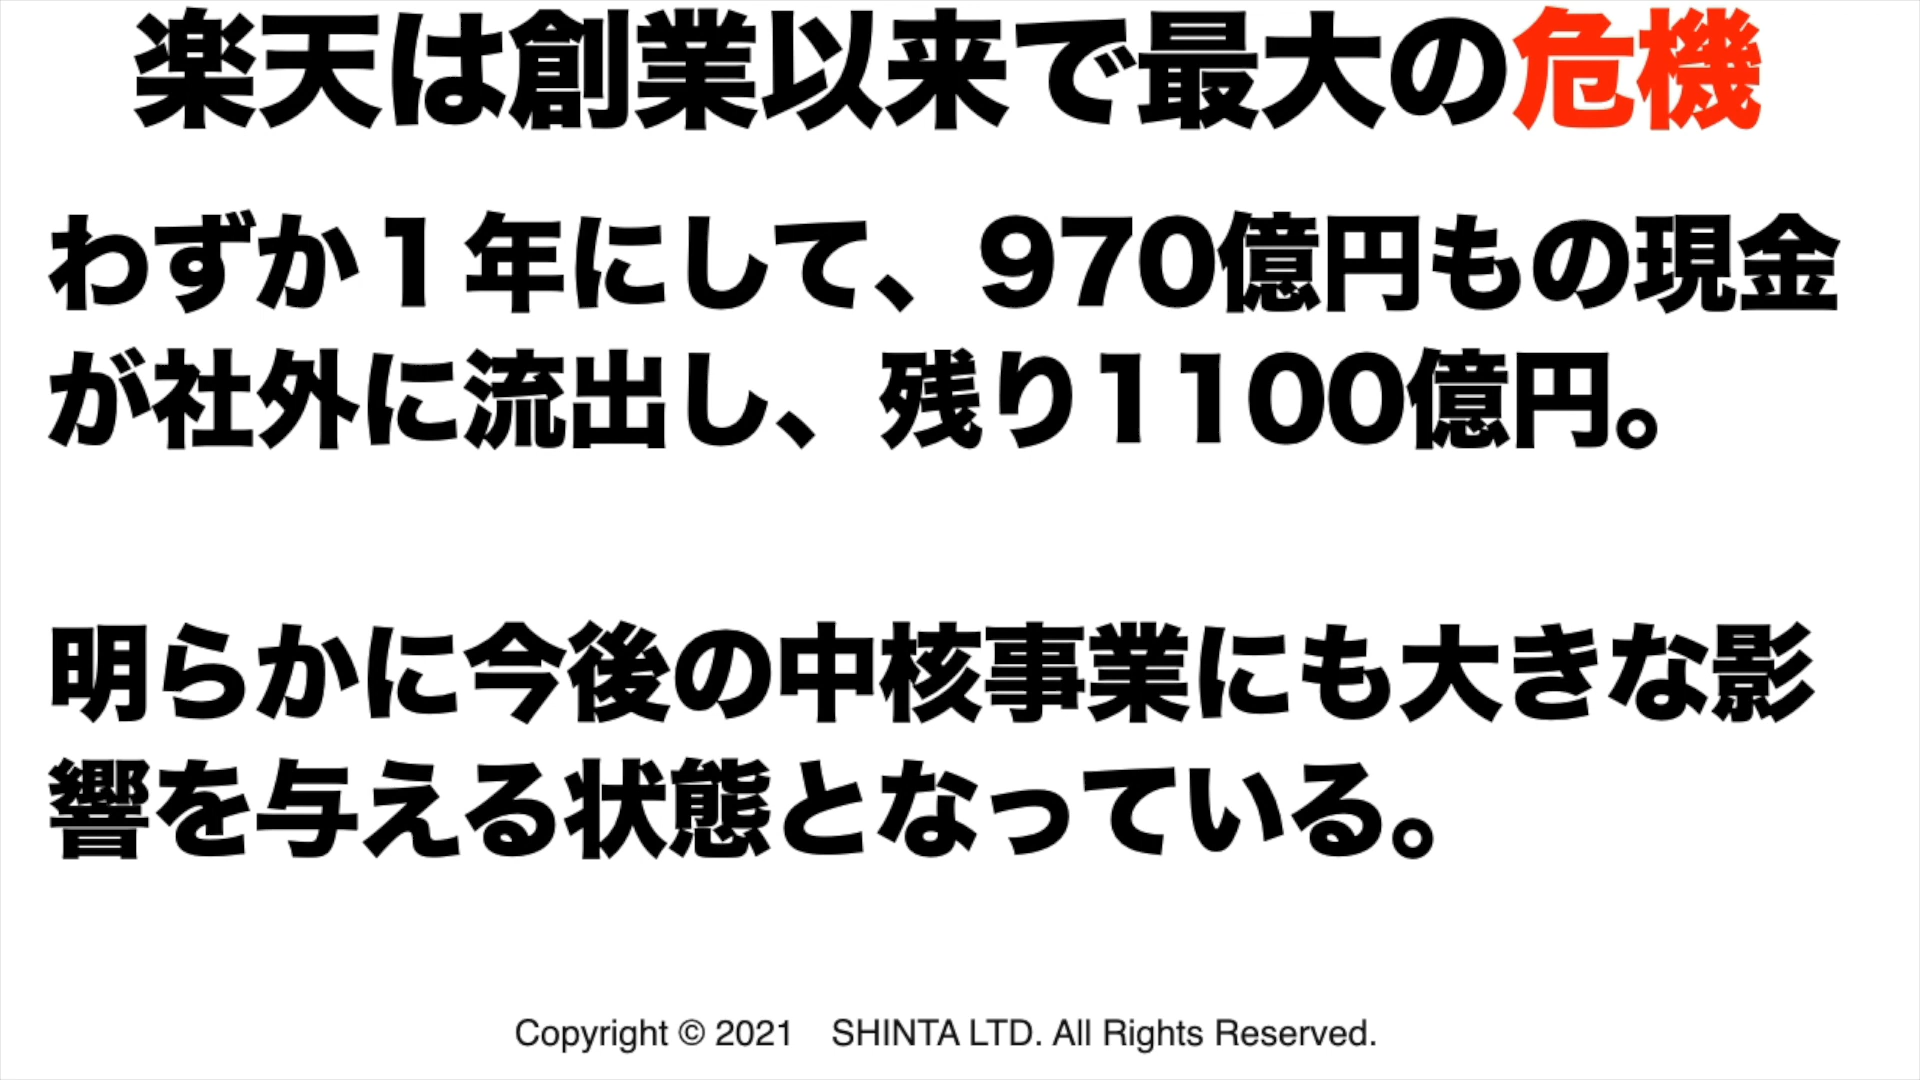 楽天は創業以来で最大の危機
わずか１年にして、970億円もの現金
が社外に流出し、残り1100億円。
明らかに今後の中核事業にも大きな影
響を与える状態となっている。
Copyright © 2021　SHINTA LTD. All Rights Reserved.